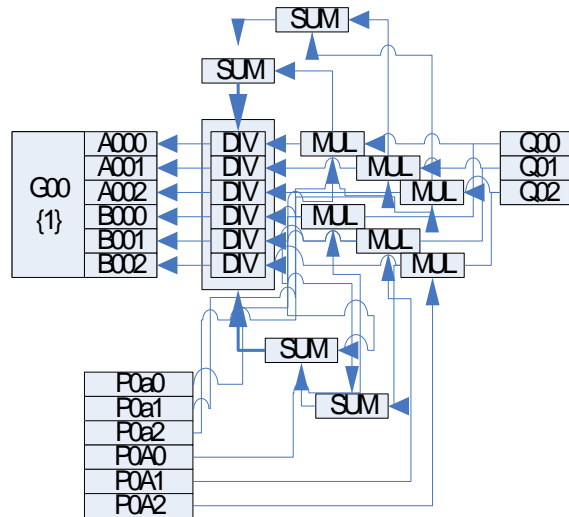 SUM
SUM
A000 DIV MUL Q00
A001 DIV MUL Q01
G00 A002 DIV MUL Q02
{1} B000 DIV MUL
B001 DIV MUL
B002 DIV MUL
SUM
P0a0
P0a1 SUM
P0a2
P0A0
P0A1
P0A2